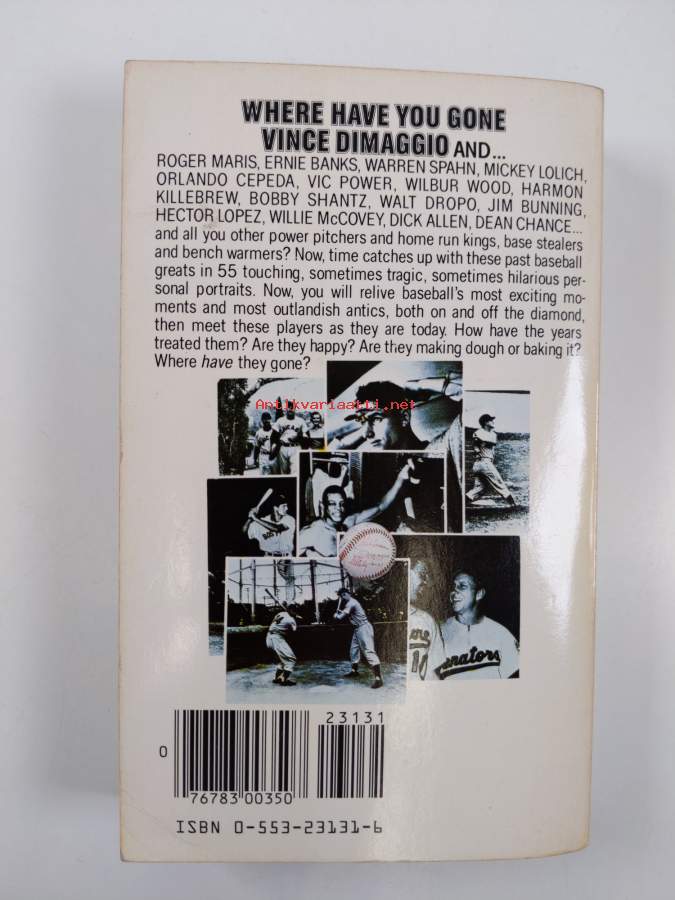 WHERE HAVE YOU GONE
VINCE DIMAGGIO AND...
ROGER MARIS, ERNIE BANKS, WARREN SPAHN, MICKEY LOLICH,
ORLANDO CEPEDA, VIC POWER, WILBUR WOOD, HARMON
KILLEBREW, BOBBY SHANTZ, WALT DROPO, JIM BUNNING,
HECTOR LOPEZ, WILLIE McCOVEY, DICK ALLEN, DEAN CHANCE...
and all you other power pitchers and home run kings, base stealers
and bench warmers? Now, time catches up with these past baseball
greats in 55 touching, sometimes tragic, sometimes hilarious per-
sonal portraits. Now, you will relive baseball's most exciting mo-
ments and most outlandish antics, both on and off the diamond,
then meet these players as they are today. How have the years
treated them? Are they happy? Are they making dough or baking it?
Where have they gone?
Antikvariaatti.net
enators
10
23131
0
76783 00350
ISBN 0-553-23131-6